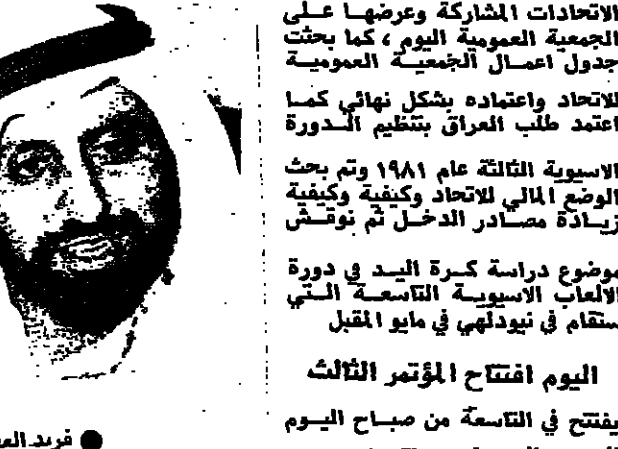 الاتحادات المشاركة وعرضها على
الجمعية العمومية اليوم ، كما بحثت
جدول اعمال الجمعية العمومية
للاتحاد واعتماده بشكل نهائي كما
اعتمد طلب العراق بتنظيم الدورة
الاسيوية الثالثة عام ١٩٨١ وتم بحث
الوضع المالي للاتحاد وكيفية وكيفية
زيادة مصادر الدخل ثم نوقش
موضوع دراسة كرة اليد في دورة
الالعاب الاسيوية التاسعة التي
ستقام في نيودلهي في مايو المقبل
اليوم افتتاح المؤتمر الثالث
يفتتح في التاسعة من صباح اليوم
● فريد